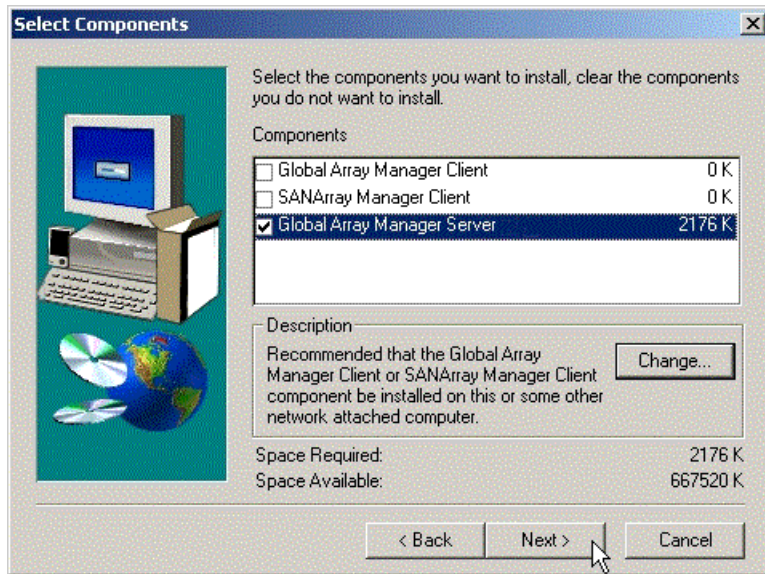 Select Components
Select the components you want to install, clear the components
you do not want to install.
Components
Global Array Manager Client 0 K
SANArray Manager Client 0 K
Global Array Manager Server 2176 K
Description
Recommended that the Global Array
Manager Client or SANArray Manager Client
component be installed on this or some other
network attached computer.
Change...
Space Required: 2176 K
Space Available: 667520 K
< Back Next > Cancel